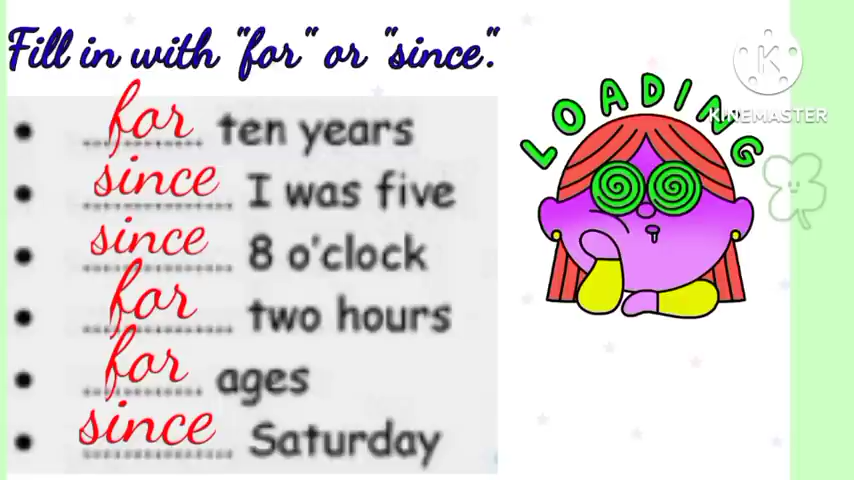 Fill in with "for" or "since".
• for ten years
• since I was five
• since 8 o'clock
• for two hours
• for ages
• since Saturday
LOADING
K
KINEMASTER